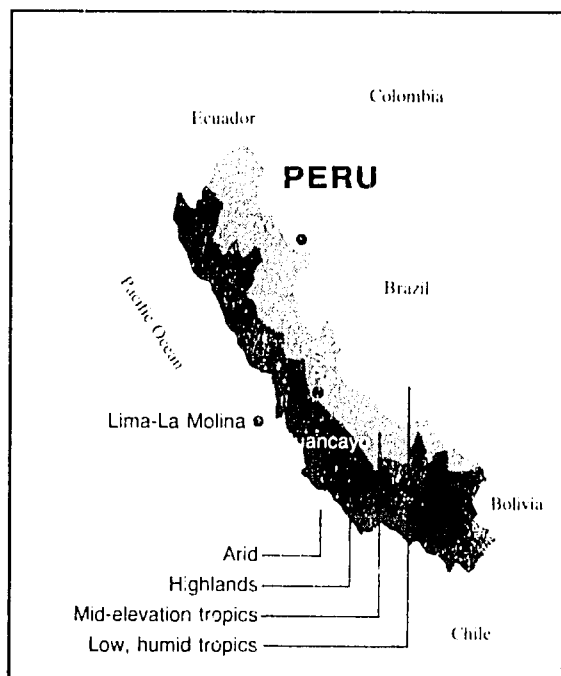 Colombia
Ecuador
PERU
Brazil
Pacific Ocean
Lima-La Molina
uancayo
Bolivia
Arid
Highlands
Mid-elevation tropics
Low, humid tropics
Chile